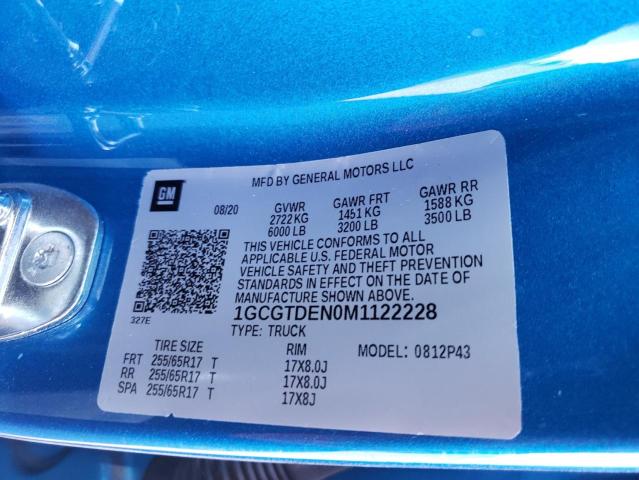 MFD BY GENERAL MOTORS LLC
GM
08/20 GVWR GAWR FRT GAWR RR
2722 KG 1451 KG 1588 KG
6000 LB 3200 LB 3500 LB
THIS VEHICLE CONFORMS TO ALL
APPLICABLE U.S. FEDERAL MOTOR
VEHICLE SAFETY AND THEFT PREVENTION
STANDARDS IN EFFECT ON THE DATE OF
MANUFACTURE SHOWN ABOVE.
327E 1GCGTDEN0M1122228
TYPE: TRUCK
TIRE SIZE RIM MODEL: 0812P43
FRT 255/65R17 T 17X8.0J
RR 255/65R17 T 17X8.0J
SPA 255/65R17 T 17X8J